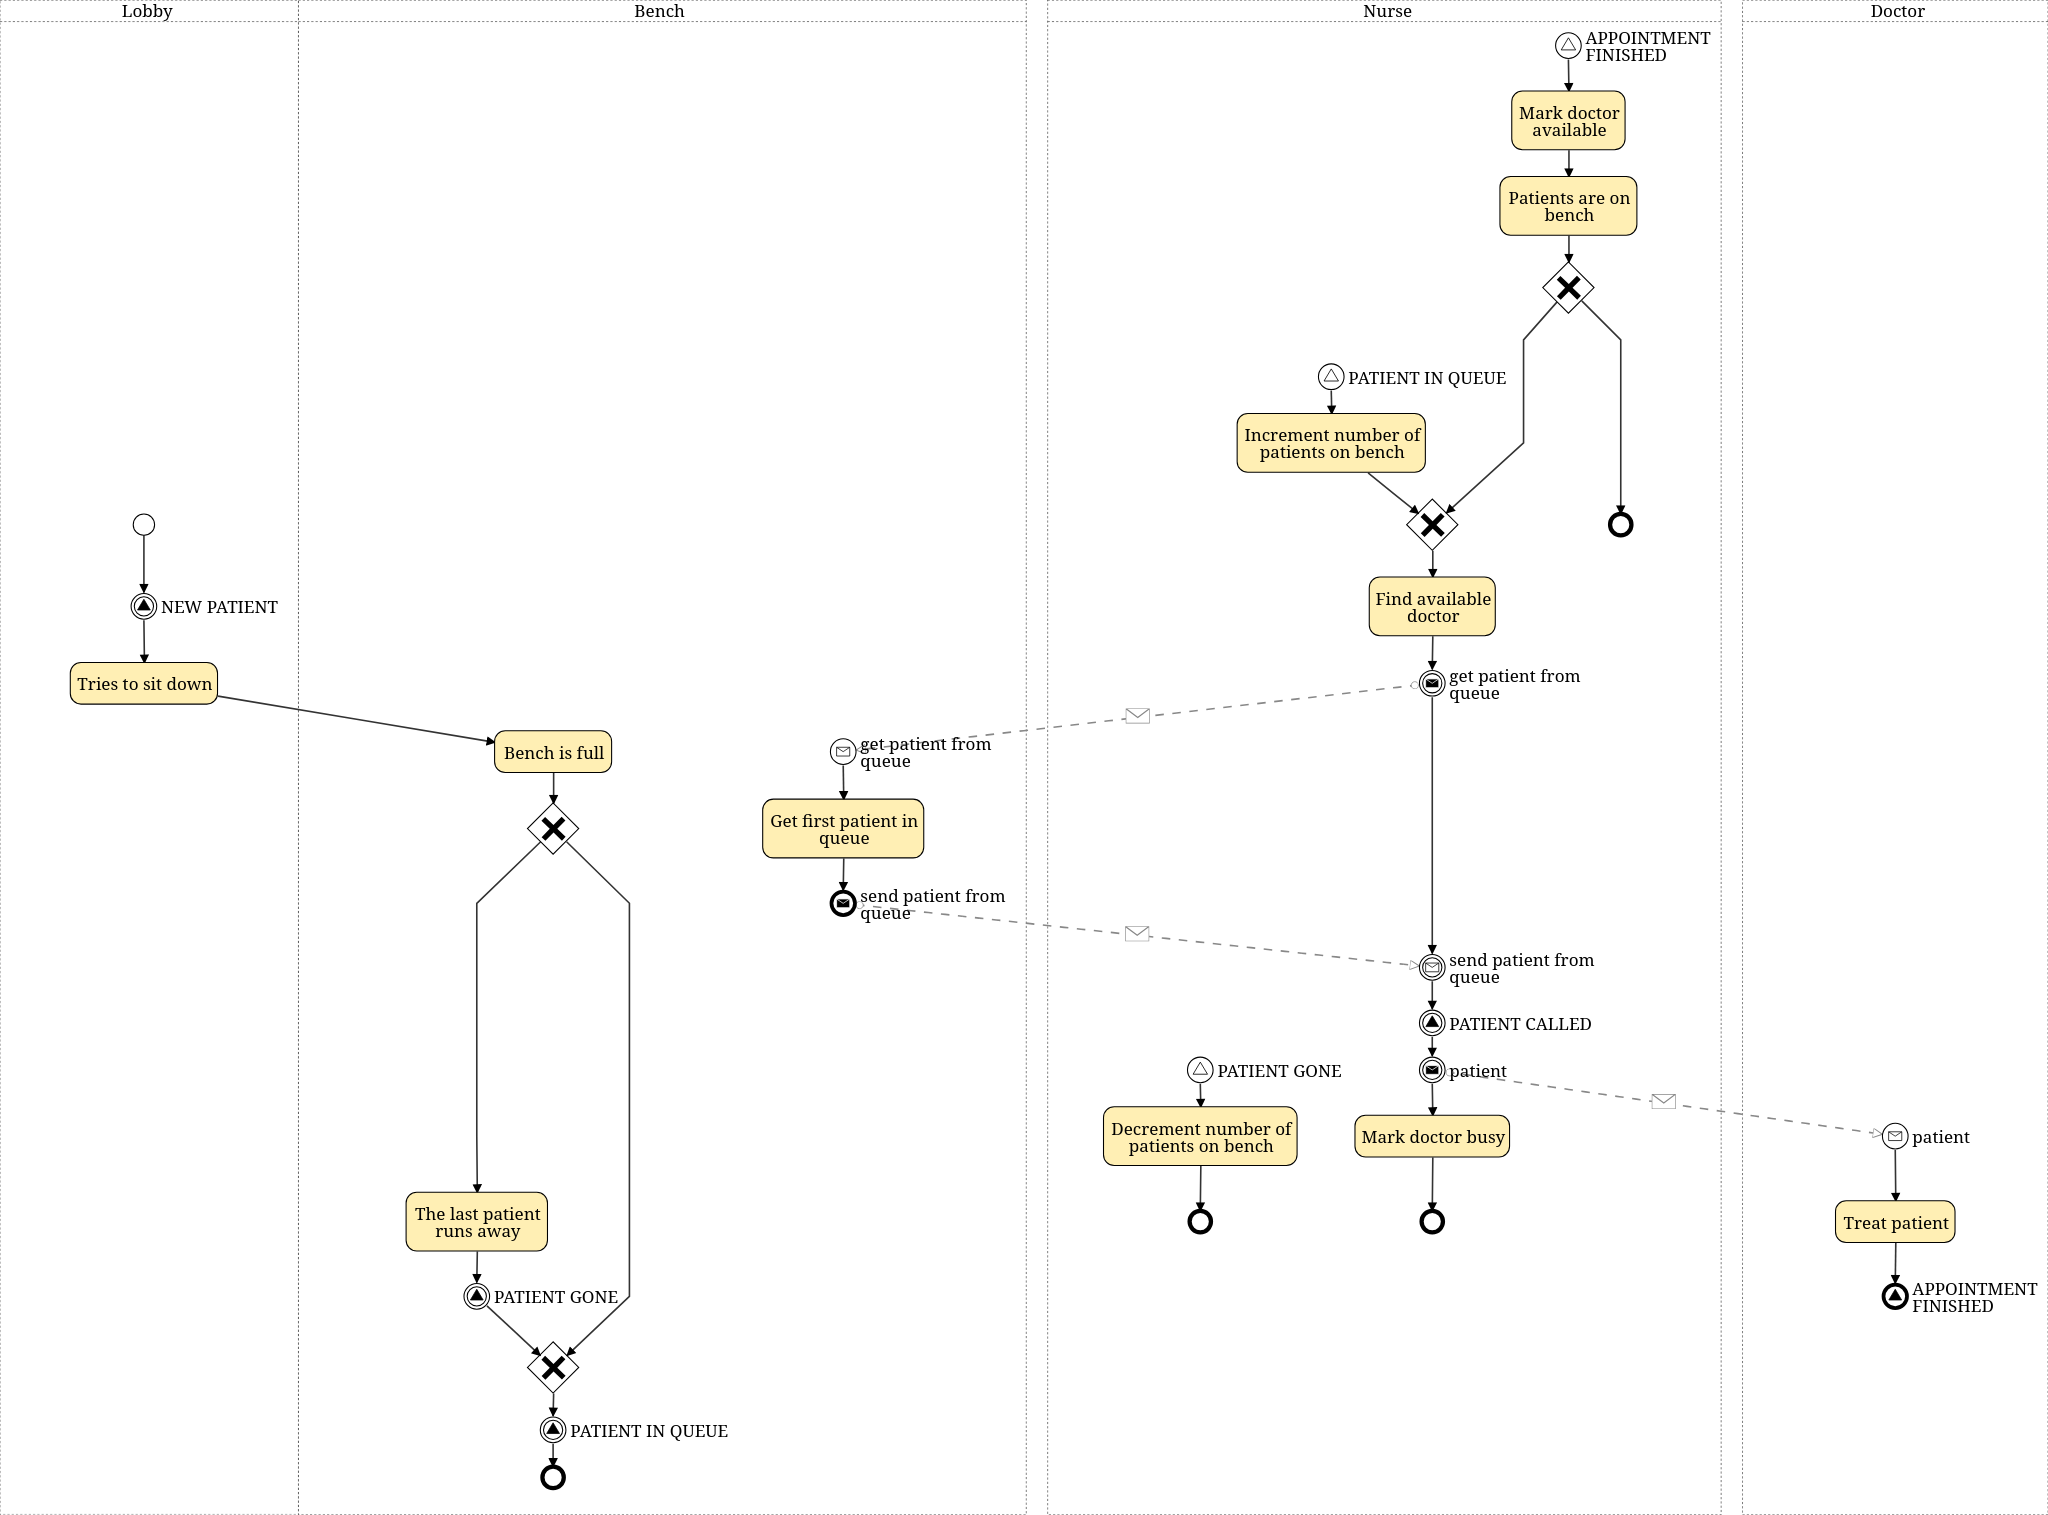 Lobby
Bench
Nurse
Doctor
APPOINTMENT
FINISHED
Mark doctor
available
Patients are on
bench
PATIENT IN QUEUE
Increment number of
patients on bench
Find available
doctor
NEW PATIENT
Tries to sit down
Bench is full
get patient from
queue
get patient from
queue
Get first patient in
queue
send patient from
queue
send patient from
queue
PATIENT CALLED
PATIENT GONE
patient
Decrement number of
patients on bench
Mark doctor busy
patient
Treat patient
The last patient
runs away
PATIENT GONE
APPOINTMENT
FINISHED
PATIENT IN QUEUE